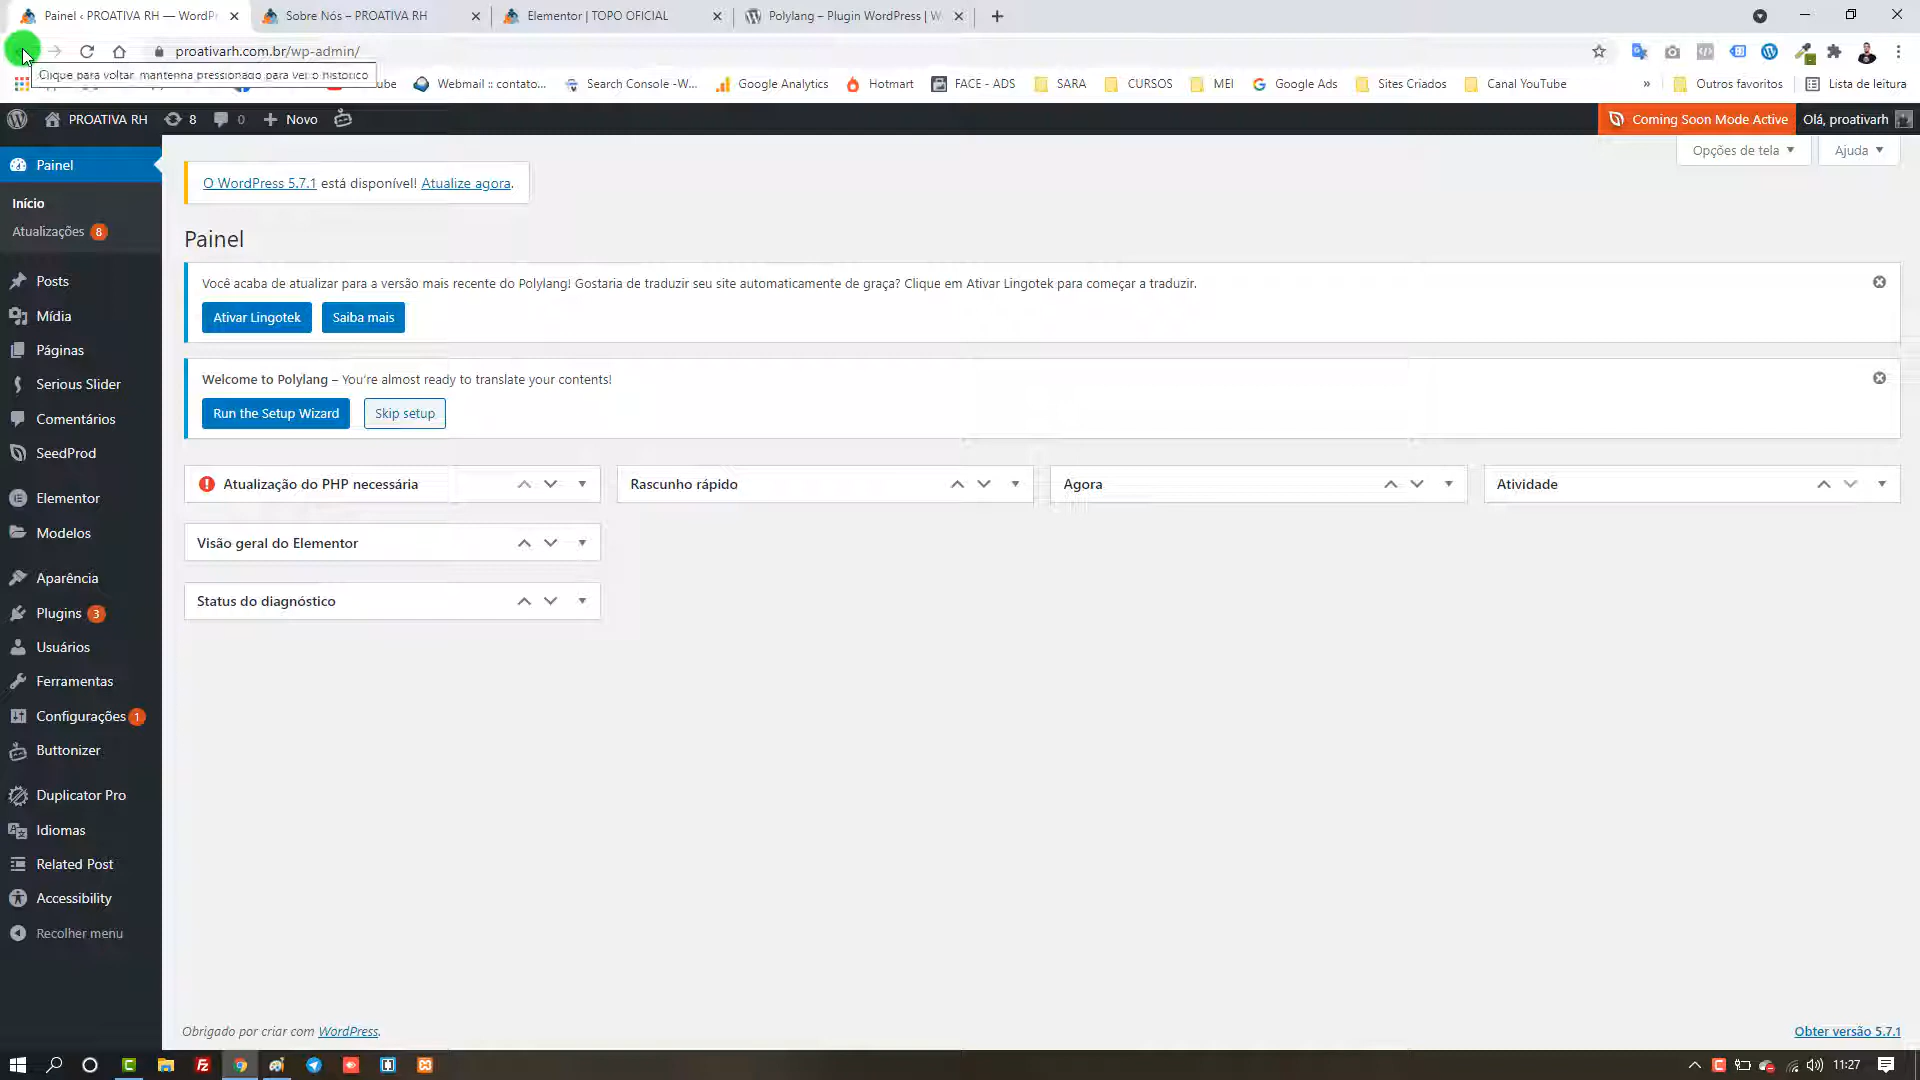 Painel ‹ PROATIVA RH — WordPr
Sobre Nós – PROATIVA RH
Elementor | TOPO OFICIAL
Polylang – Plugin WordPress | W
proativarh.com.br/wp-admin/
Clique para voltar, mantenha pressionado para ver o histórico
ube
Webmail :: contato...
Search Console -W...
Google Analytics
Hotmart
FACE - ADS
SARA
CURSOS
MEI
Google Ads
Sites Criados
Canal YouTube
»
Outros favoritos
Lista de leitura
PROATIVA RH
8
0
Novo
Coming Soon Mode Active
Olá, proativarh
Painel
Início
Atualizações 8
Posts
Mídia
Páginas
Serious Slider
Comentários
SeedProd
Elementor
Modelos
Aparência
Plugins 3
Usuários
Ferramentas
Configurações 1
Buttonizer
Duplicator Pro
Idiomas
Related Post
Accessibility
Recolher menu
Opções de tela
Ajuda
O WordPress 5.7.1 está disponível! Atualize agora.
Painel
Você acaba de atualizar para a versão mais recente do Polylang! Gostaria de traduzir seu site automaticamente de graça? Clique em Ativar Lingotek para começar a traduzir.
Ativar Lingotek
Saiba mais
Welcome to Polylang – You're almost ready to translate your contents!
Run the Setup Wizard
Skip setup
Atualização do PHP necessária
Rascunho rápido
Agora
Atividade
Visão geral do Elementor
Status do diagnóstico
Obrigado por criar com WordPress.
Obter versão 5.7.1
11:27